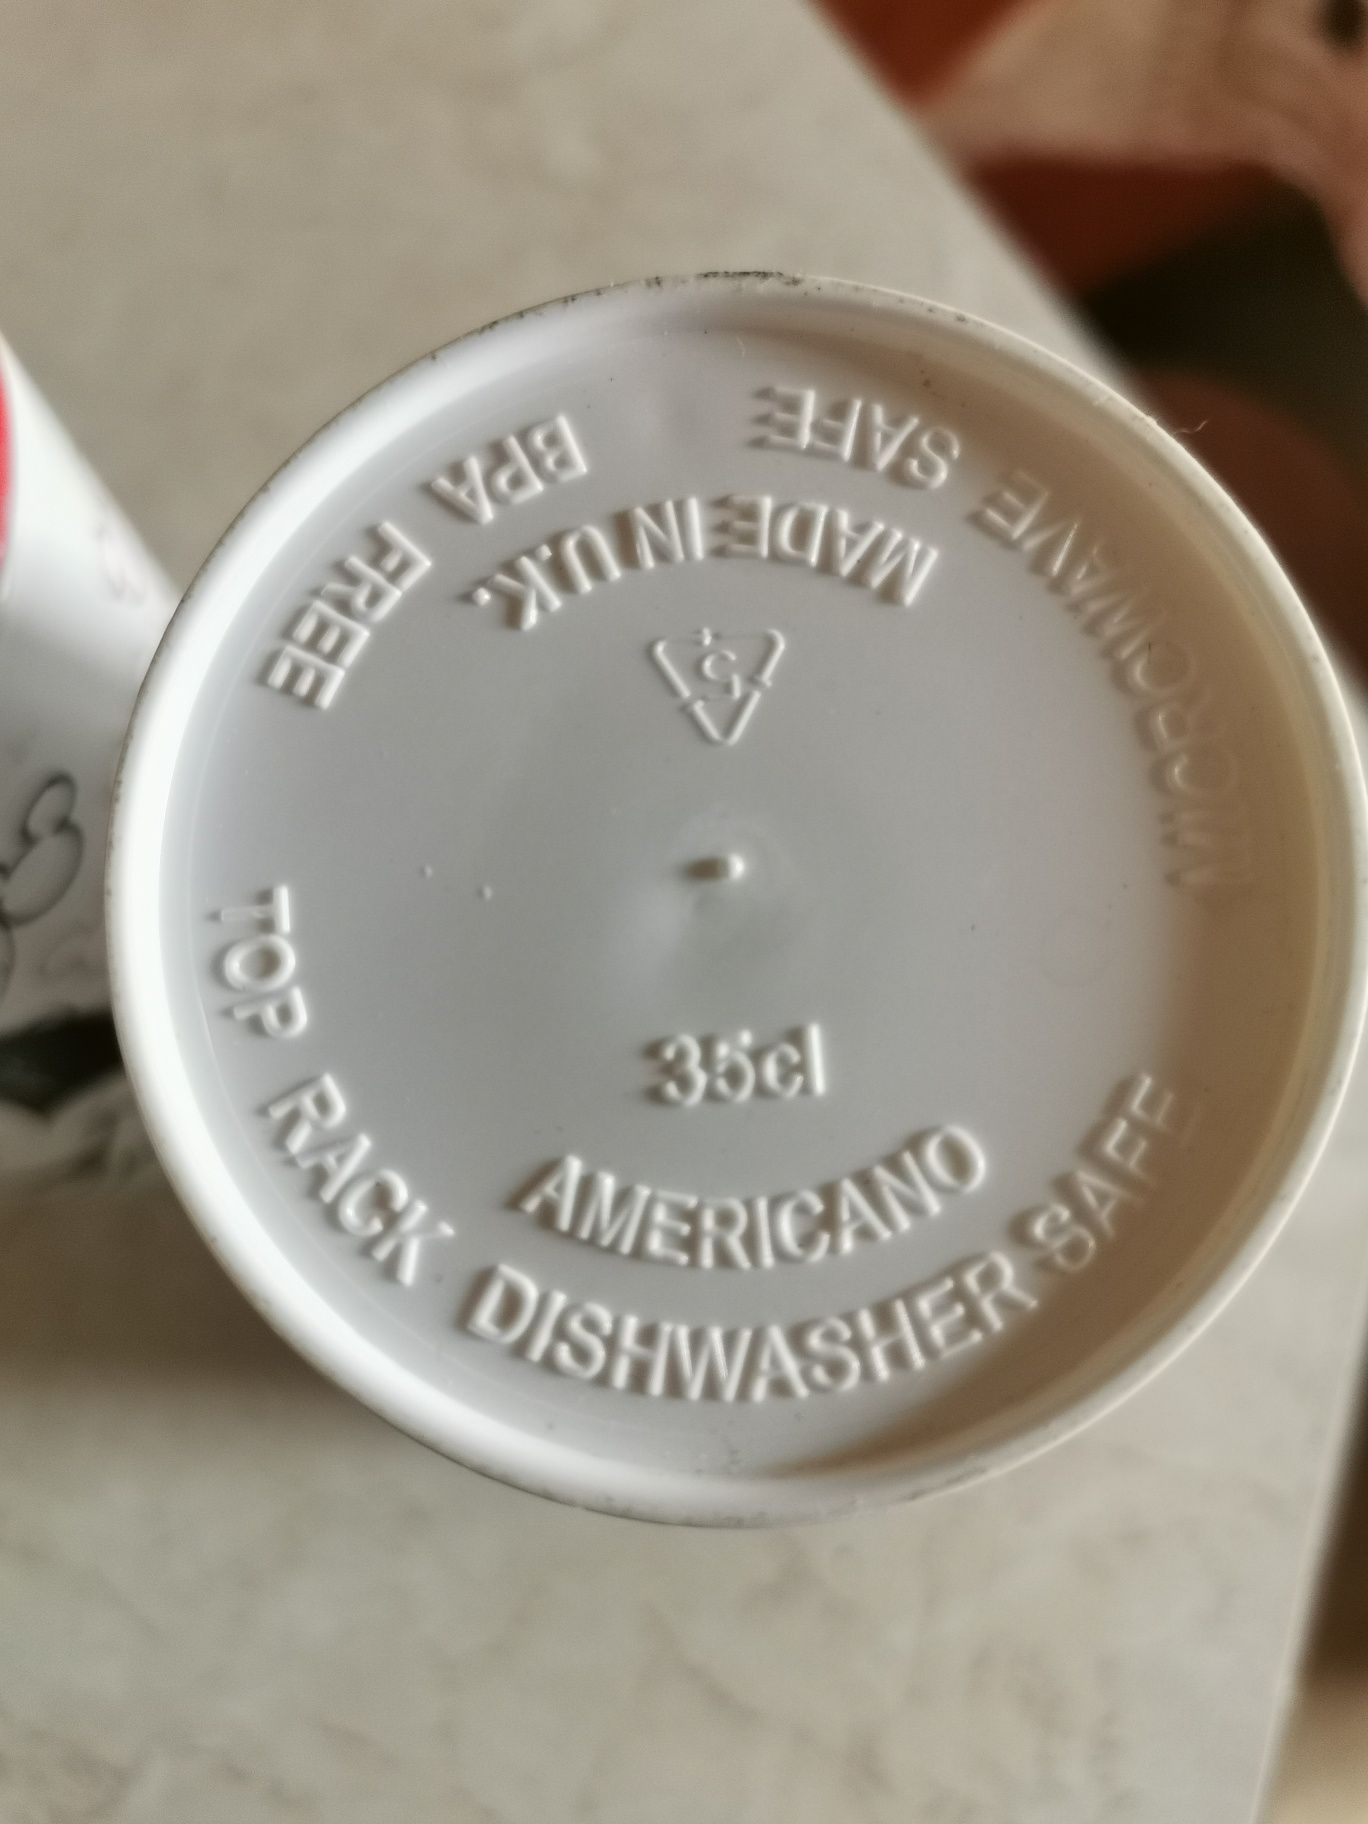 MICROWAVE SAFE
BPA FREE
MADE IN U.K.
5
35cl
AMERICANO
TOP RACK DISHWASHER SAFE